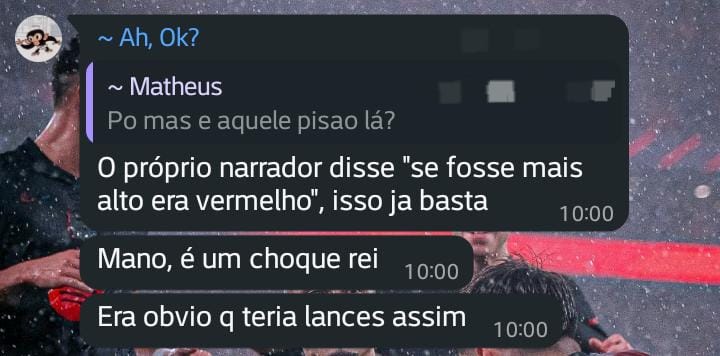 ~ Ah, Ok?
~ Matheus
Po mas e aquele pisao lá?
O próprio narrador disse "se fosse mais
alto era vermelho", isso ja basta
10:00
Mano, é um choque rei
10:00
Era obvio q teria lances assim
10:00